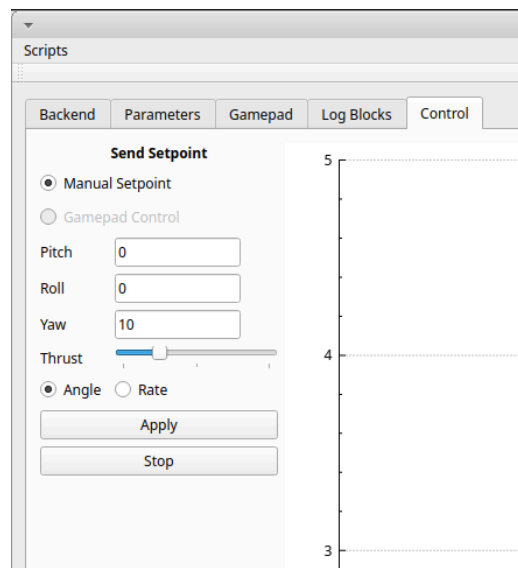 Scripts
Backend Parameters Gamepad Log Blocks Control
Send Setpoint
Manual Setpoint
Gamepad Control
Pitch 0
Roll 0
Yaw 10
Thrust
Angle Rate
Apply
Stop
5
4
3